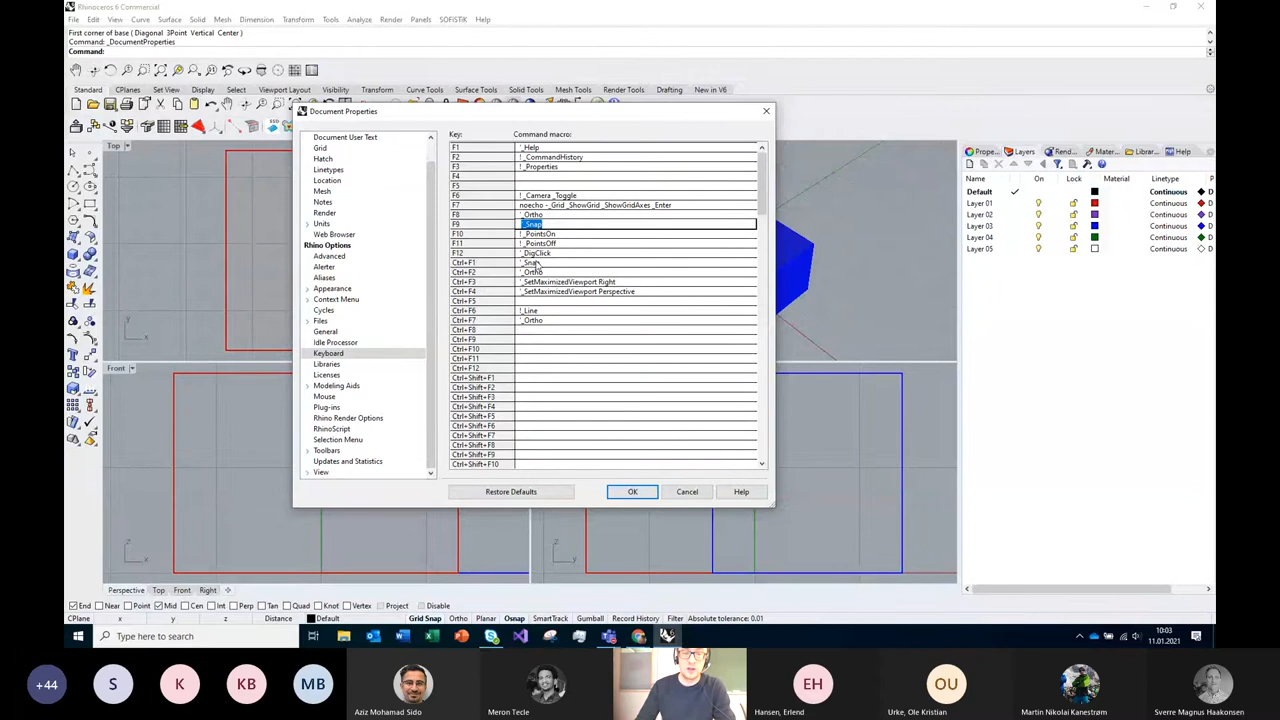 Rhinoceros 6 Commercial
File Edit View Curve Surface Solid Mesh Dimension Transform Tools Analyze Render Panels SOFiSTiK Help
First corner of base ( Diagonal 3Point Vertical Center )
Command: _DocumentProperties
Command:
Standard CPlanes Set View Display Select Viewport Layout Visibility Transform Curve Tools Surface Tools Solid Tools Mesh Tools Render Tools Drafting New in V6
Document Properties
Document User Text
Grid
Hatch
Linetypes
Location
Mesh
Notes
Render
Units
Web Browser
Rhino Options
Advanced
Alerter
Aliases
Appearance
Context Menu
Cycles
Files
General
Idle Processor
Keyboard
Libraries
Licenses
Modeling Aids
Mouse
Plug-ins
Rhino Render Options
RhinoScript
Selection Menu
Toolbars
Updates and Statistics
View
Key: Command macro:
F1 '_Help
F2 !_CommandHistory
F3 !_Properties
F4
F5
F6 !_Camera _Toggle
F7 noecho -_Grid _ShowGrid _ShowGridAxes _Enter
F8 '_Ortho
F9 '_Snap
F10 !_PointsOn
F11 !_PointsOff
F12 '_DigClick
Ctrl+F1 '_Snap
Ctrl+F2 '_Ortho
Ctrl+F3 '_SetMaximizedViewport Right
Ctrl+F4 '_SetMaximizedViewport Perspective
Ctrl+F5
Ctrl+F6 !_Line
Ctrl+F7 '_Ortho
Ctrl+F8
Ctrl+F9
Ctrl+F10
Ctrl+F11
Ctrl+F12
Ctrl+Shift+F1
Ctrl+Shift+F2
Ctrl+Shift+F3
Ctrl+Shift+F4
Ctrl+Shift+F5
Ctrl+Shift+F6
Ctrl+Shift+F7
Ctrl+Shift+F8
Ctrl+Shift+F9
Ctrl+Shift+F10
Restore Defaults OK Cancel Help
Top
Front
y
x
z
x
z
y
Prope... Layers Rend... Mater... Librar... Help
Name On Lock Color Material Linetype P
Default Continuous D
Layer 01 Continuous D
Layer 02 Continuous D
Layer 03 Continuous D
Layer 04 Continuous D
Layer 05 Continuous D
Perspective Top Front Right
End Near Point Mid Cen Int Perp Tan Quad Knot Vertex Project Disable
CPlane x y z Distance Default Grid Snap Ortho Planar Osnap SmartTrack Gumball Record History Filter Absolute tolerance: 0.01
Type here to search
10:03
11.01.2021
+44 S K KB MB EH OU
Aziz Mohamad Sido Meron Tecle Hansen, Erlend Urke, Ole Kristian Martin Nikolai Kanestrøm Sverre Magnus Haakonsen